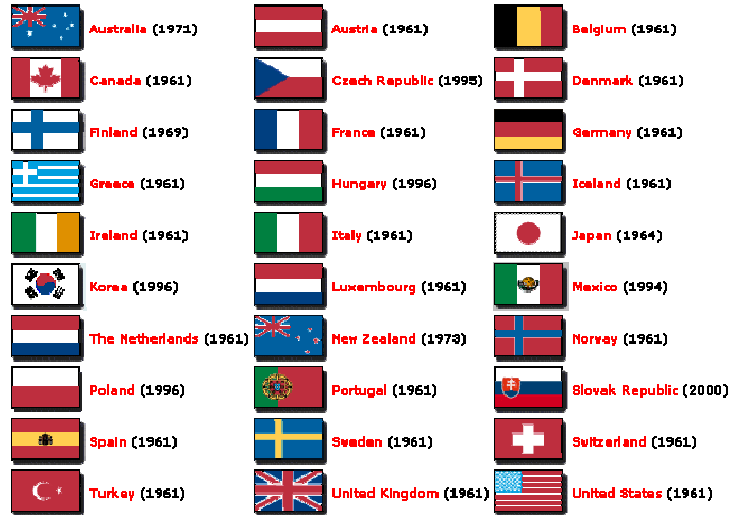 Australia (1971) Austria (1961) Belgium (1961)
Canada (1961) Czech Republic (1995) Denmark (1961)
Finland (1969) France (1961) Germany (1961)
Greece (1961) Hungary (1996) Iceland (1961)
Ireland (1961) Italy (1961) Japan (1964)
Korea (1996) Luxembourg (1961) Mexico (1994)
The Netherlands (1961) New Zealand (1973) Norway (1961)
Poland (1996) Portugal (1961) Slovak Republic (2000)
Spain (1961) Sweden (1961) Switzerland (1961)
Turkey (1961) United Kingdom (1961) United States (1961)